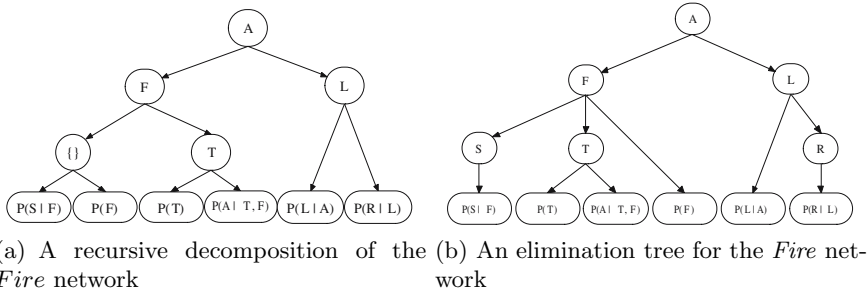 A
A
F
L
F
L
{}
T
S
T
R
P(S | F)
P(F)
P(T)
P(A | T, F)
P(L | A)
P(R | L)
P(S | F)
P(T)
P(A | T, F)
P(F)
P(L | A)
P(R | L)
a) A recursive decomposition of the
Fire network
(b) An elimination tree for the Fire net-
work